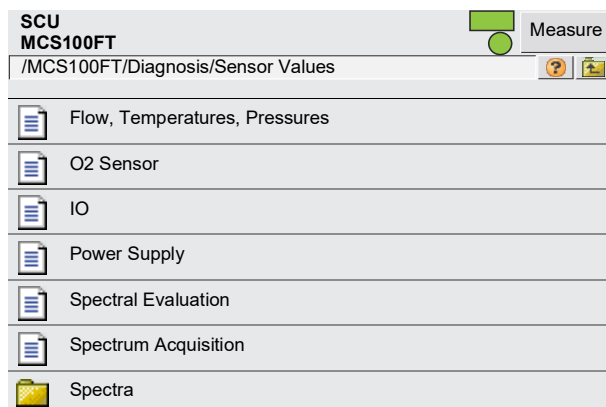 SCU
MCS100FT
Measure
/MCS100FT/Diagnosis/Sensor Values
?
Flow, Temperatures, Pressures
O2 Sensor
IO
Power Supply
Spectral Evaluation
Spectrum Acquisition
Spectra